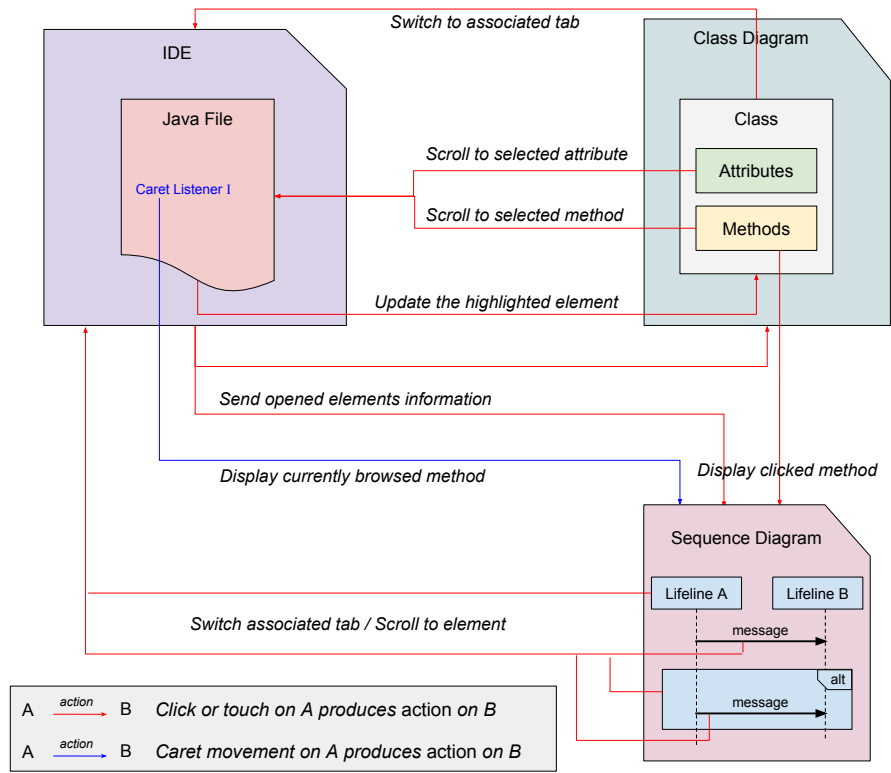 Switch to associated tab
IDE
Class Diagram
Java File
Class
Scroll to selected attribute
Attributes
Caret Listener I
Scroll to selected method
Methods
Update the highlighted element
Send opened elements information
Display currently browsed method
Display clicked method
Sequence Diagram
Lifeline A
Lifeline B
Switch associated tab / Scroll to element
message
alt
message
A action B Click or touch on A produces action on B
A action B Caret movement on A produces action on B